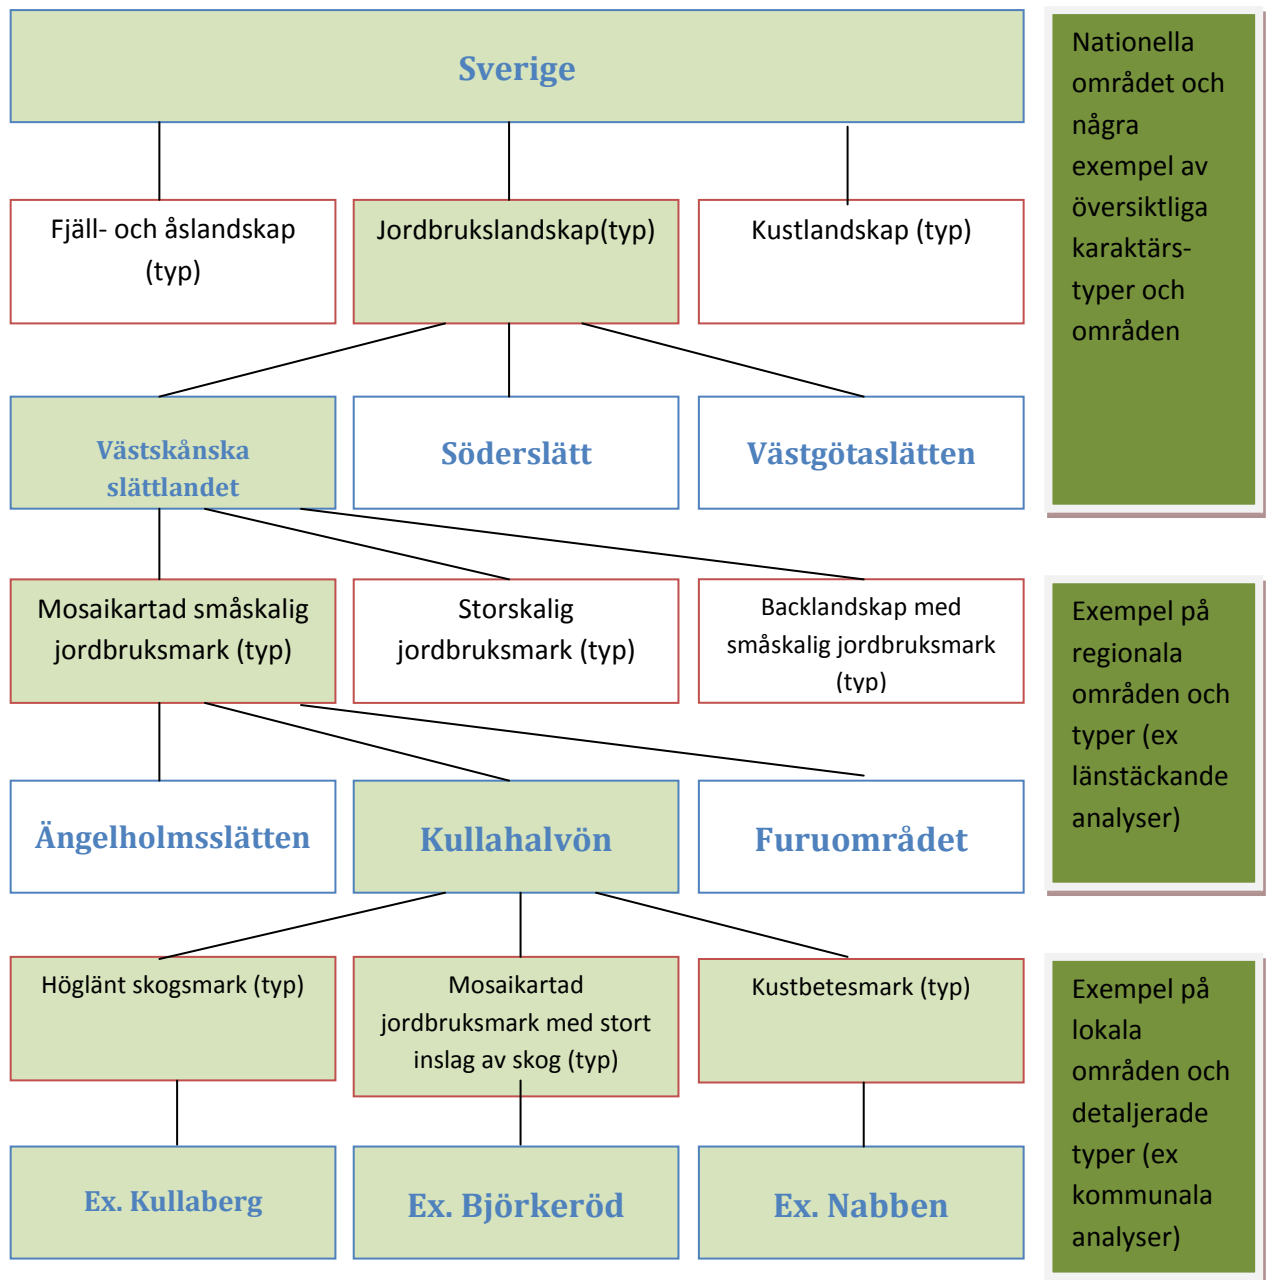 Sverige
Nationella
området och
några
exempel av
översiktliga
karaktärs-
typer och
områden
Fjäll- och åslandskap
(typ)
Jordbrukslandskap(typ)
Kustlandskap (typ)
Västskånska
slättlandet
Söderslätt
Västgötaslätten
Mosaikartad småskalig
jordbruksmark (typ)
Storskalig
jordbruksmark (typ)
Backlandskap med
småskalig jordbruksmark
(typ)
Exempel på
regionala
områden och
typer (ex
länstäckande
analyser)
Ängelholmsslätten
Kullahalvön
Furuområdet
Höglänt skogsmark (typ)
Mosaikartad
jordbruksmark med stort
inslag av skog (typ)
Kustbetesmark (typ)
Exempel på
lokala
områden och
detaljerade
typer (ex
kommunala
analyser)
Ex. Kullaberg
Ex. Björkeröd
Ex. Nabben